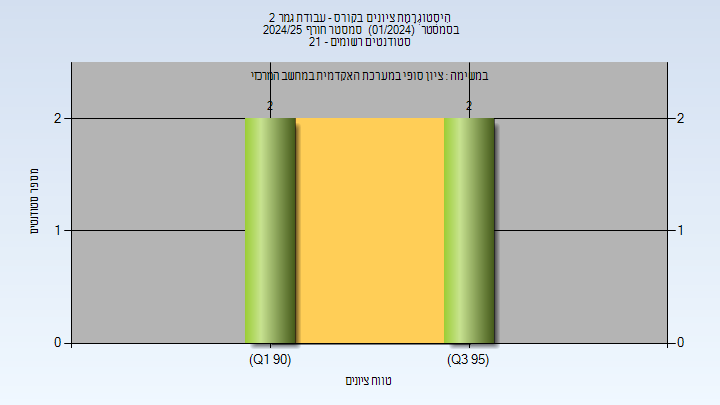 היסטוגרמת ציונים בקורס - עבודת גמר 2
בסמסטר (01/2024) סמסטר חורף 2024/25
סטודנטים רשומים - 21
במשימה : ציון סופי במערכת האקדמית במחשב המרכזי
2 2
2 2
1 1
0 0
מספר סטודנטים
(Q1 90) (Q3 95)
טווח ציונים